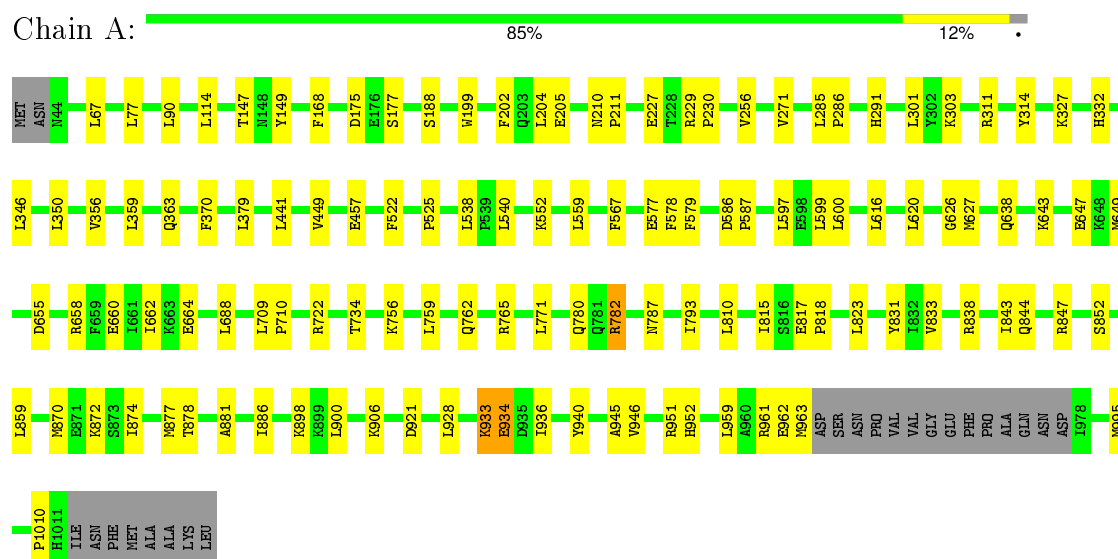 Chain A:
85% 12% •
MET ASN N44 L67 L77 L90 L114 T147 N148 Y149 F168 D175 E176 S177 S188 W199 F202 Q203 L204 E205 N210 P211 E227 T228 R229 P230 V256 V271 L285 P286 H291 L301 Y302 K303 R311 Y314 K327 H332
L346 L350 V356 L359 Q363 F370 L379 L441 V449 E457 F522 P525 L538 P539 L540 K552 L559 F567 E577 F578 F579 D586 P587 L597 E598 L599 L600 L616 L620 G626 M627 Q638 K643 E647 K648 M649
D655 R658 F659 E660 I661 I662 K663 E664 L688 L709 P710 R722 T734 K756 L759 Q762 R765 L771 Q780 Q781 R782 N787 I793 L810 I815 S816 E817 P818 L823 Y831 I832 V833 R838 I843 Q844 R847 S852
L859 M870 E871 K872 S873 I874 M877 T878 A881 I886 K898 K899 L900 K906 D921 L928 K933 E934 D935 I936 Y940 A945 V946 R951 H952 L959 A960 R961 E962 M963 ASP SER ASN PRO VAL VAL GLY GLU PHE PRO ALA GLN ASN ASP I978 M995
P1010 H1011 ILE ASN PHE MET ALA ALA LYS LEU